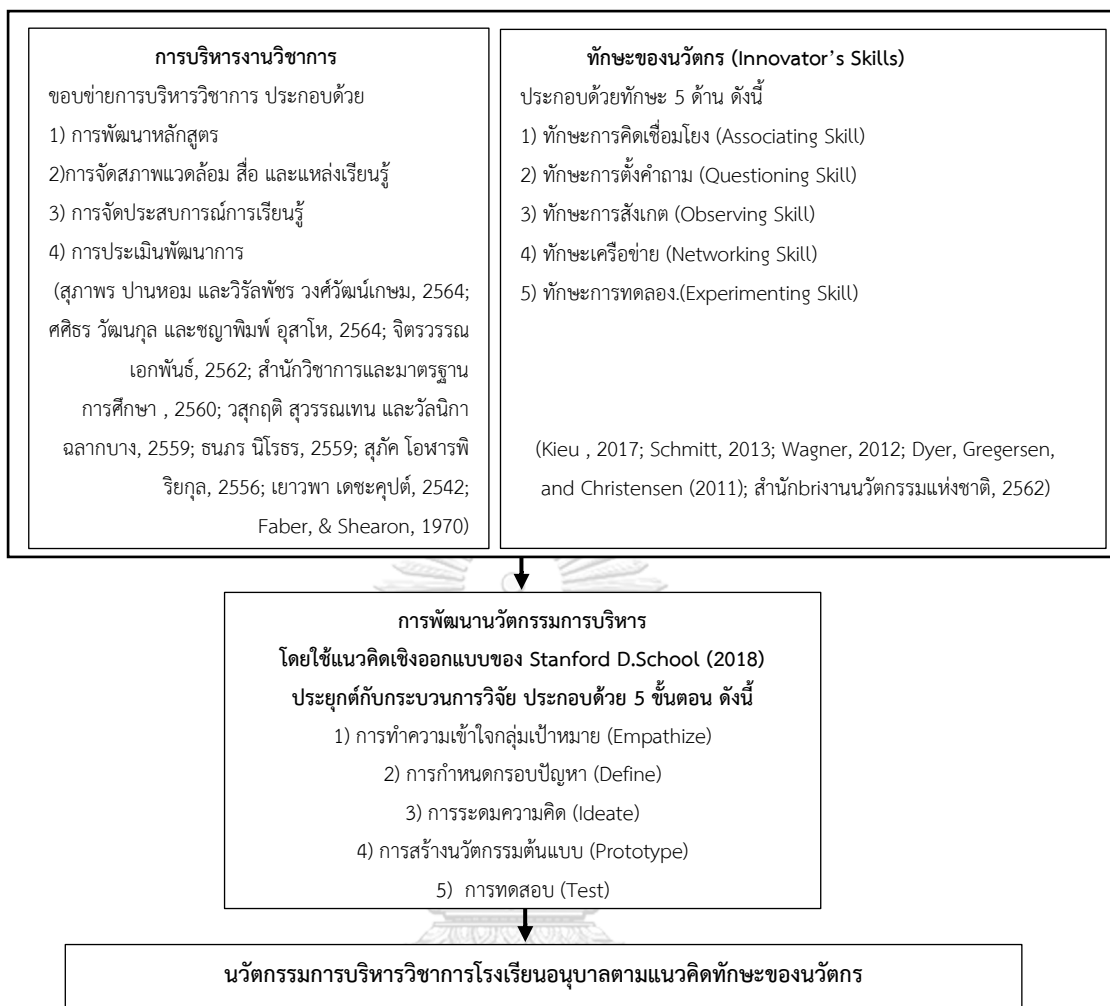 การบริหารงานวิชาการ
ขอบข่ายการบริหารวิชาการ ประกอบด้วย
1) การพัฒนาหลักสูตร
2)การจัดสภาพแวดล้อม สื่อ และแหล่งเรียนรู้
3) การจัดประสบการณ์การเรียนรู้
4) การประเมินพัฒนาการ
(สุภาพร ปานหอม และวิรัลพัชร วงศ์วัฒน์เกษม, 2564;
ศศิธร วัฒนกุล และชญาพิมพ์ อุสาโห, 2564; จิตรวรรณ
เอกพันธ์, 2562; สำนักวิชาการและมาตรฐาน
การศึกษา , 2560; วสุกฤติ สุวรรณเทน และวัลนิกา
ฉลากบาง, 2559; ธนภร นิโรธร, 2559; สุภัค โอฬารพิ
ริยกุล, 2556; เยาวพา เดชะคุปต์, 2542;
Faber, & Shearon, 1970)
ทักษะของนวัตกร (Innovator's Skills)
ประกอบด้วยทักษะ 5 ด้าน ดังนี้
1) ทักษะการคิดเชื่อมโยง (Associating Skill)
2) ทักษะการตั้งคำถาม (Questioning Skill)
3) ทักษะการสังเกต (Observing Skill)
4) ทักษะเครือข่าย (Networking Skill)
5) ทักษะการทดลอง.(Experimenting Skill)
(Kieu , 2017; Schmitt, 2013; Wagner, 2012; Dyer, Gregersen,
and Christensen (2011); สำนักbriงานนวัตกรรมแห่งชาติ, 2562)
การพัฒนานวัตกรรมการบริหาร
โดยใช้แนวคิดเชิงออกแบบของ Stanford D.School (2018)
ประยุกต์กับกระบวนการวิจัย ประกอบด้วย 5 ขั้นตอน ดังนี้
1) การทำความเข้าใจกลุ่มเป้าหมาย (Empathize)
2) การกำหนดกรอบปัญหา (Define)
3) การระดมความคิด (Ideate)
4) การสร้างนวัตกรรมต้นแบบ (Prototype)
5) การทดสอบ (Test)
นวัตกรรมการบริหารวิชาการโรงเรียนอนุบาลตามแนวคิดทักษะของนวัตกร